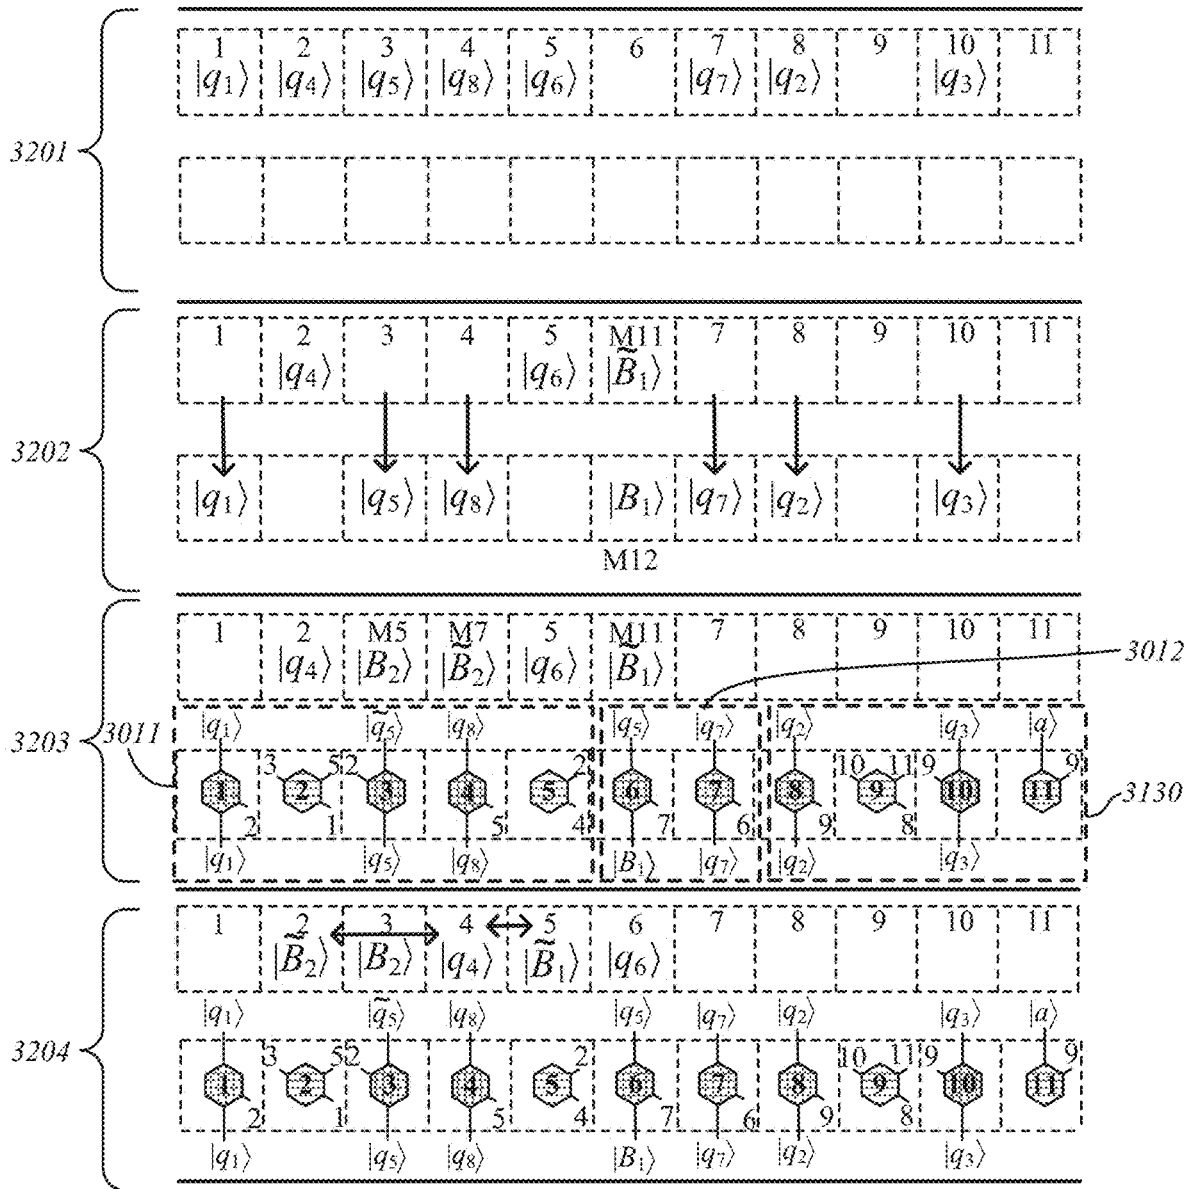 3201
1 2 3 4 5 6 7 8 9 10 11
|q₁⟩ |q₄⟩ |q₅⟩ |q₈⟩ |q₆⟩ |q₇⟩ |q₂⟩ |q₃⟩
3202
1 2 3 4 5 M11 7 8 9 10 11
|q₄⟩ |q₆⟩ |B̃₁⟩
|q₁⟩ |q₅⟩ |q₈⟩ |B₁⟩ |q₇⟩ |q₂⟩ |q₃⟩
M12
3203
1 2 M5 M7 5 M11 7 8 9 10 11
|q₄⟩ |B₂⟩ |B̃₂⟩ |q₆⟩ |B̃₁⟩
3012
3011
|q₁⟩ |q̃₅⟩ |q₈⟩ |q₅⟩ |q₇⟩ |q₂⟩ |q₃⟩ |a⟩
3 5 2 2 10 11 9 9
1 2 3 4 5 6 7 8 9 10 11
2 1 5 4 7 6 9 8
3130
|q₁⟩ |q₅⟩ |q₈⟩ |B₁⟩ |q₇⟩ |q₂⟩ |q₃⟩
3204
1 2 3 4 5 6 7 8 9 10 11
|B̃₂⟩ |B₂⟩ |q₄⟩ |B̃₁⟩ |q₆⟩
|q₁⟩ |q̃₅⟩ |q₈⟩ |q₅⟩ |q₇⟩ |q₂⟩ |q₃⟩ |a⟩
3 5 2 2 10 11 9 9
1 2 3 4 5 6 7 8 9 10 11
2 1 5 4 7 6 9 8
|q₁⟩ |q₅⟩ |q₈⟩ |B₁⟩ |q₇⟩ |q₂⟩ |q₃⟩